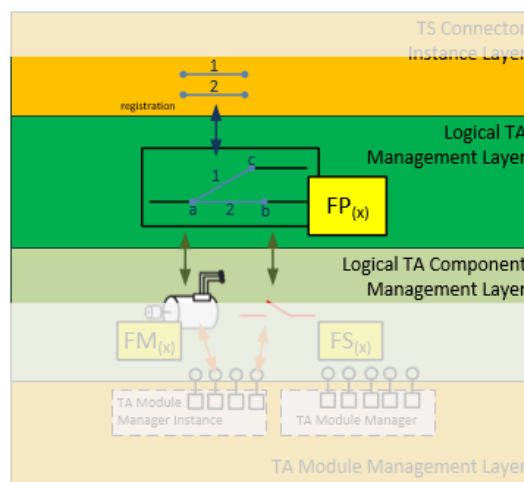 TS Connector
Instance Layer
1
2
registration
Logical TA
Management Layer
c
1
a
2
b
FP(x)
Logical TA Component
Management Layer
FM(x)
FS(x)
TA Module
Manager Instance
TA Module Manager
TA Module Management Layer